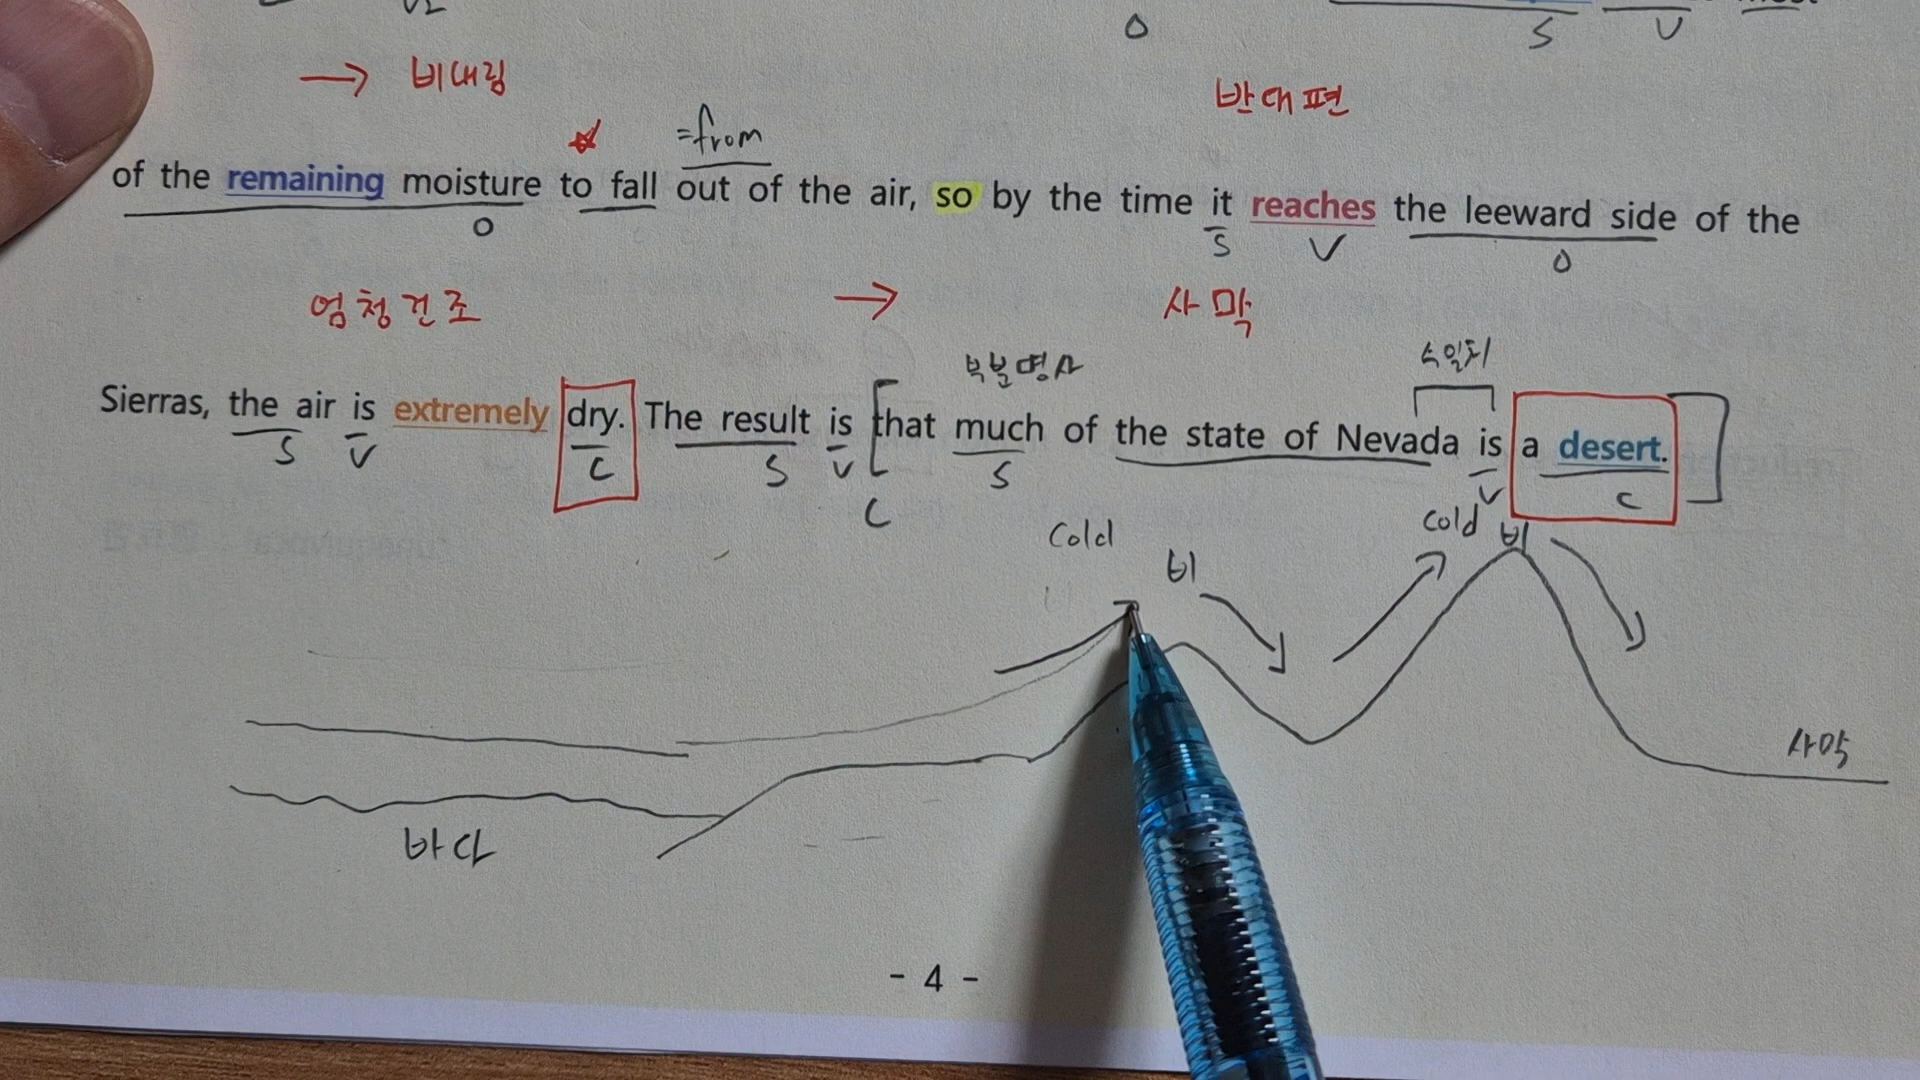 V2
O
S V
→ 비내림 반대편
=from
of the remaining moisture to fall out of the air, so by the time it reaches the leeward side of the
O S V O
엄청건조 → 사막
부분명사 수일치
Sierras, the air is extremely dry. The result is [that much of the state of Nevada is a desert.]
S V C S V C S V C
Cold 비 Cold 비
사막
바다
- 4 -